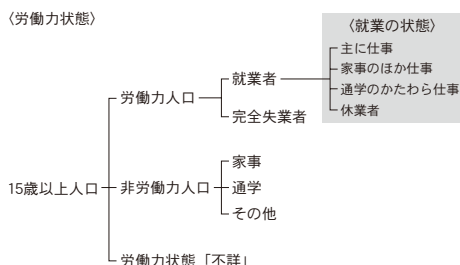 〈労働力状態〉
〈就業の状態〉
主に仕事
家事のほか仕事
通学のかたわら仕事
休業者
就業者
労働力人口
完全失業者
15歳以上人口
非労働力人口
家事
通学
その他
労働力状態「不詳」